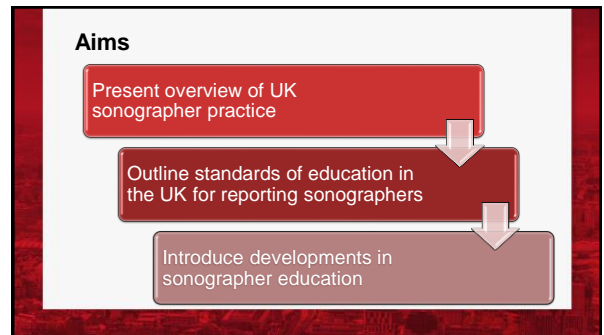 Aims
Present overview of UK
sonographer practice
Outline standards of education in
the UK for reporting sonographers
Introduce developments in
sonographer education